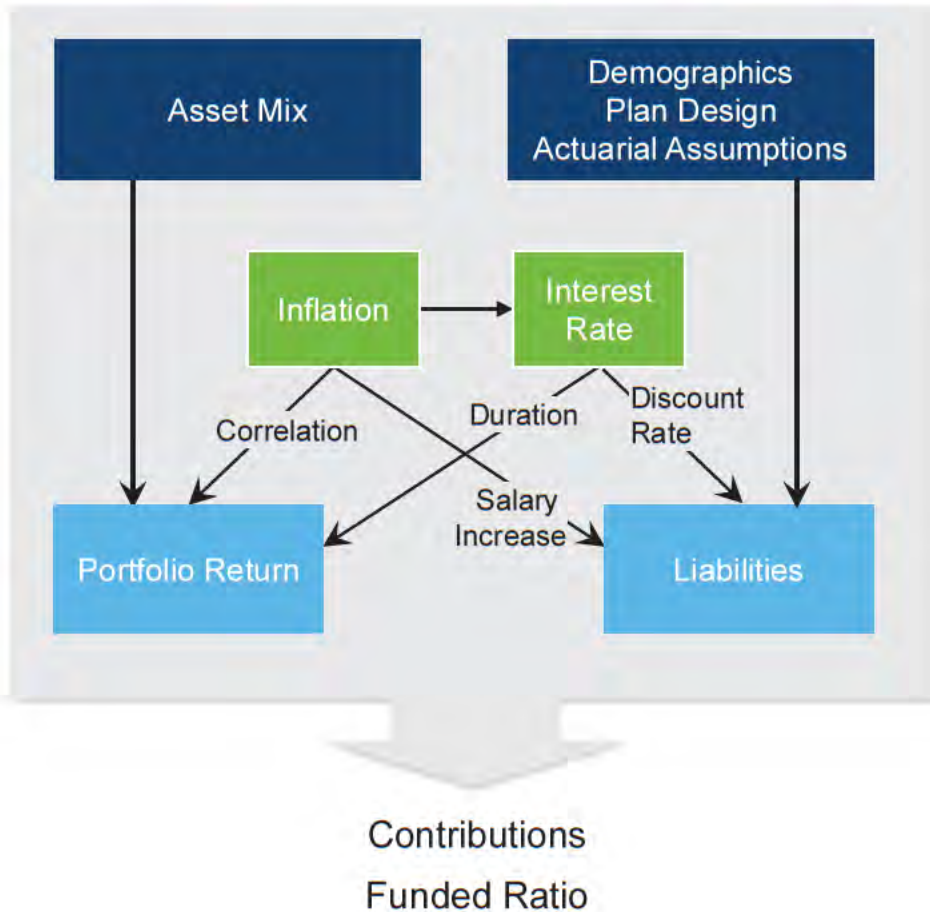 Asset Mix
Demographics
Plan Design
Actuarial Assumptions
Inflation
Interest
Rate
Correlation
Duration
Discount
Rate
Salary
Increase
Portfolio Return
Liabilities
Contributions
Funded Ratio